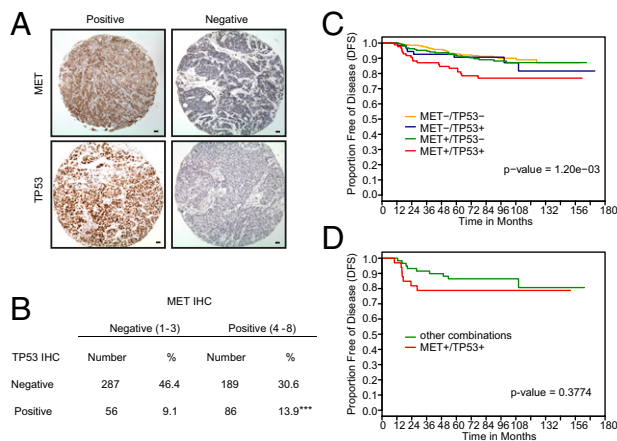 A
Positive
Negative
MET
TP53
B
MET IHC
Negative (1-3)
Positive (4-8)
TP53 IHC
Number
%
Number
%
Negative
287
46.4
189
30.6
Positive
56
9.1
86
13.9***
C
Proportion Free of Disease (DFS)
1.0
0.9
0.8
0.7
0.6
0.5
0.4
0.3
0.2
0.1
0.0
MET−/TP53−
MET−/TP53+
MET+/TP53−
MET+/TP53+
p−value = 1.20e−03
0 12 24 36 48 60 72 84 96 108 132 156 180
Time in Months
D
Proportion Free of Disease (DFS)
1.0
0.9
0.8
0.7
0.6
0.5
0.4
0.3
0.2
0.1
0.0
other combinations
MET+/TP53+
p-value = 0.3774
0 12 24 36 48 60 72 84 96 108 132 156 180
Time in Months